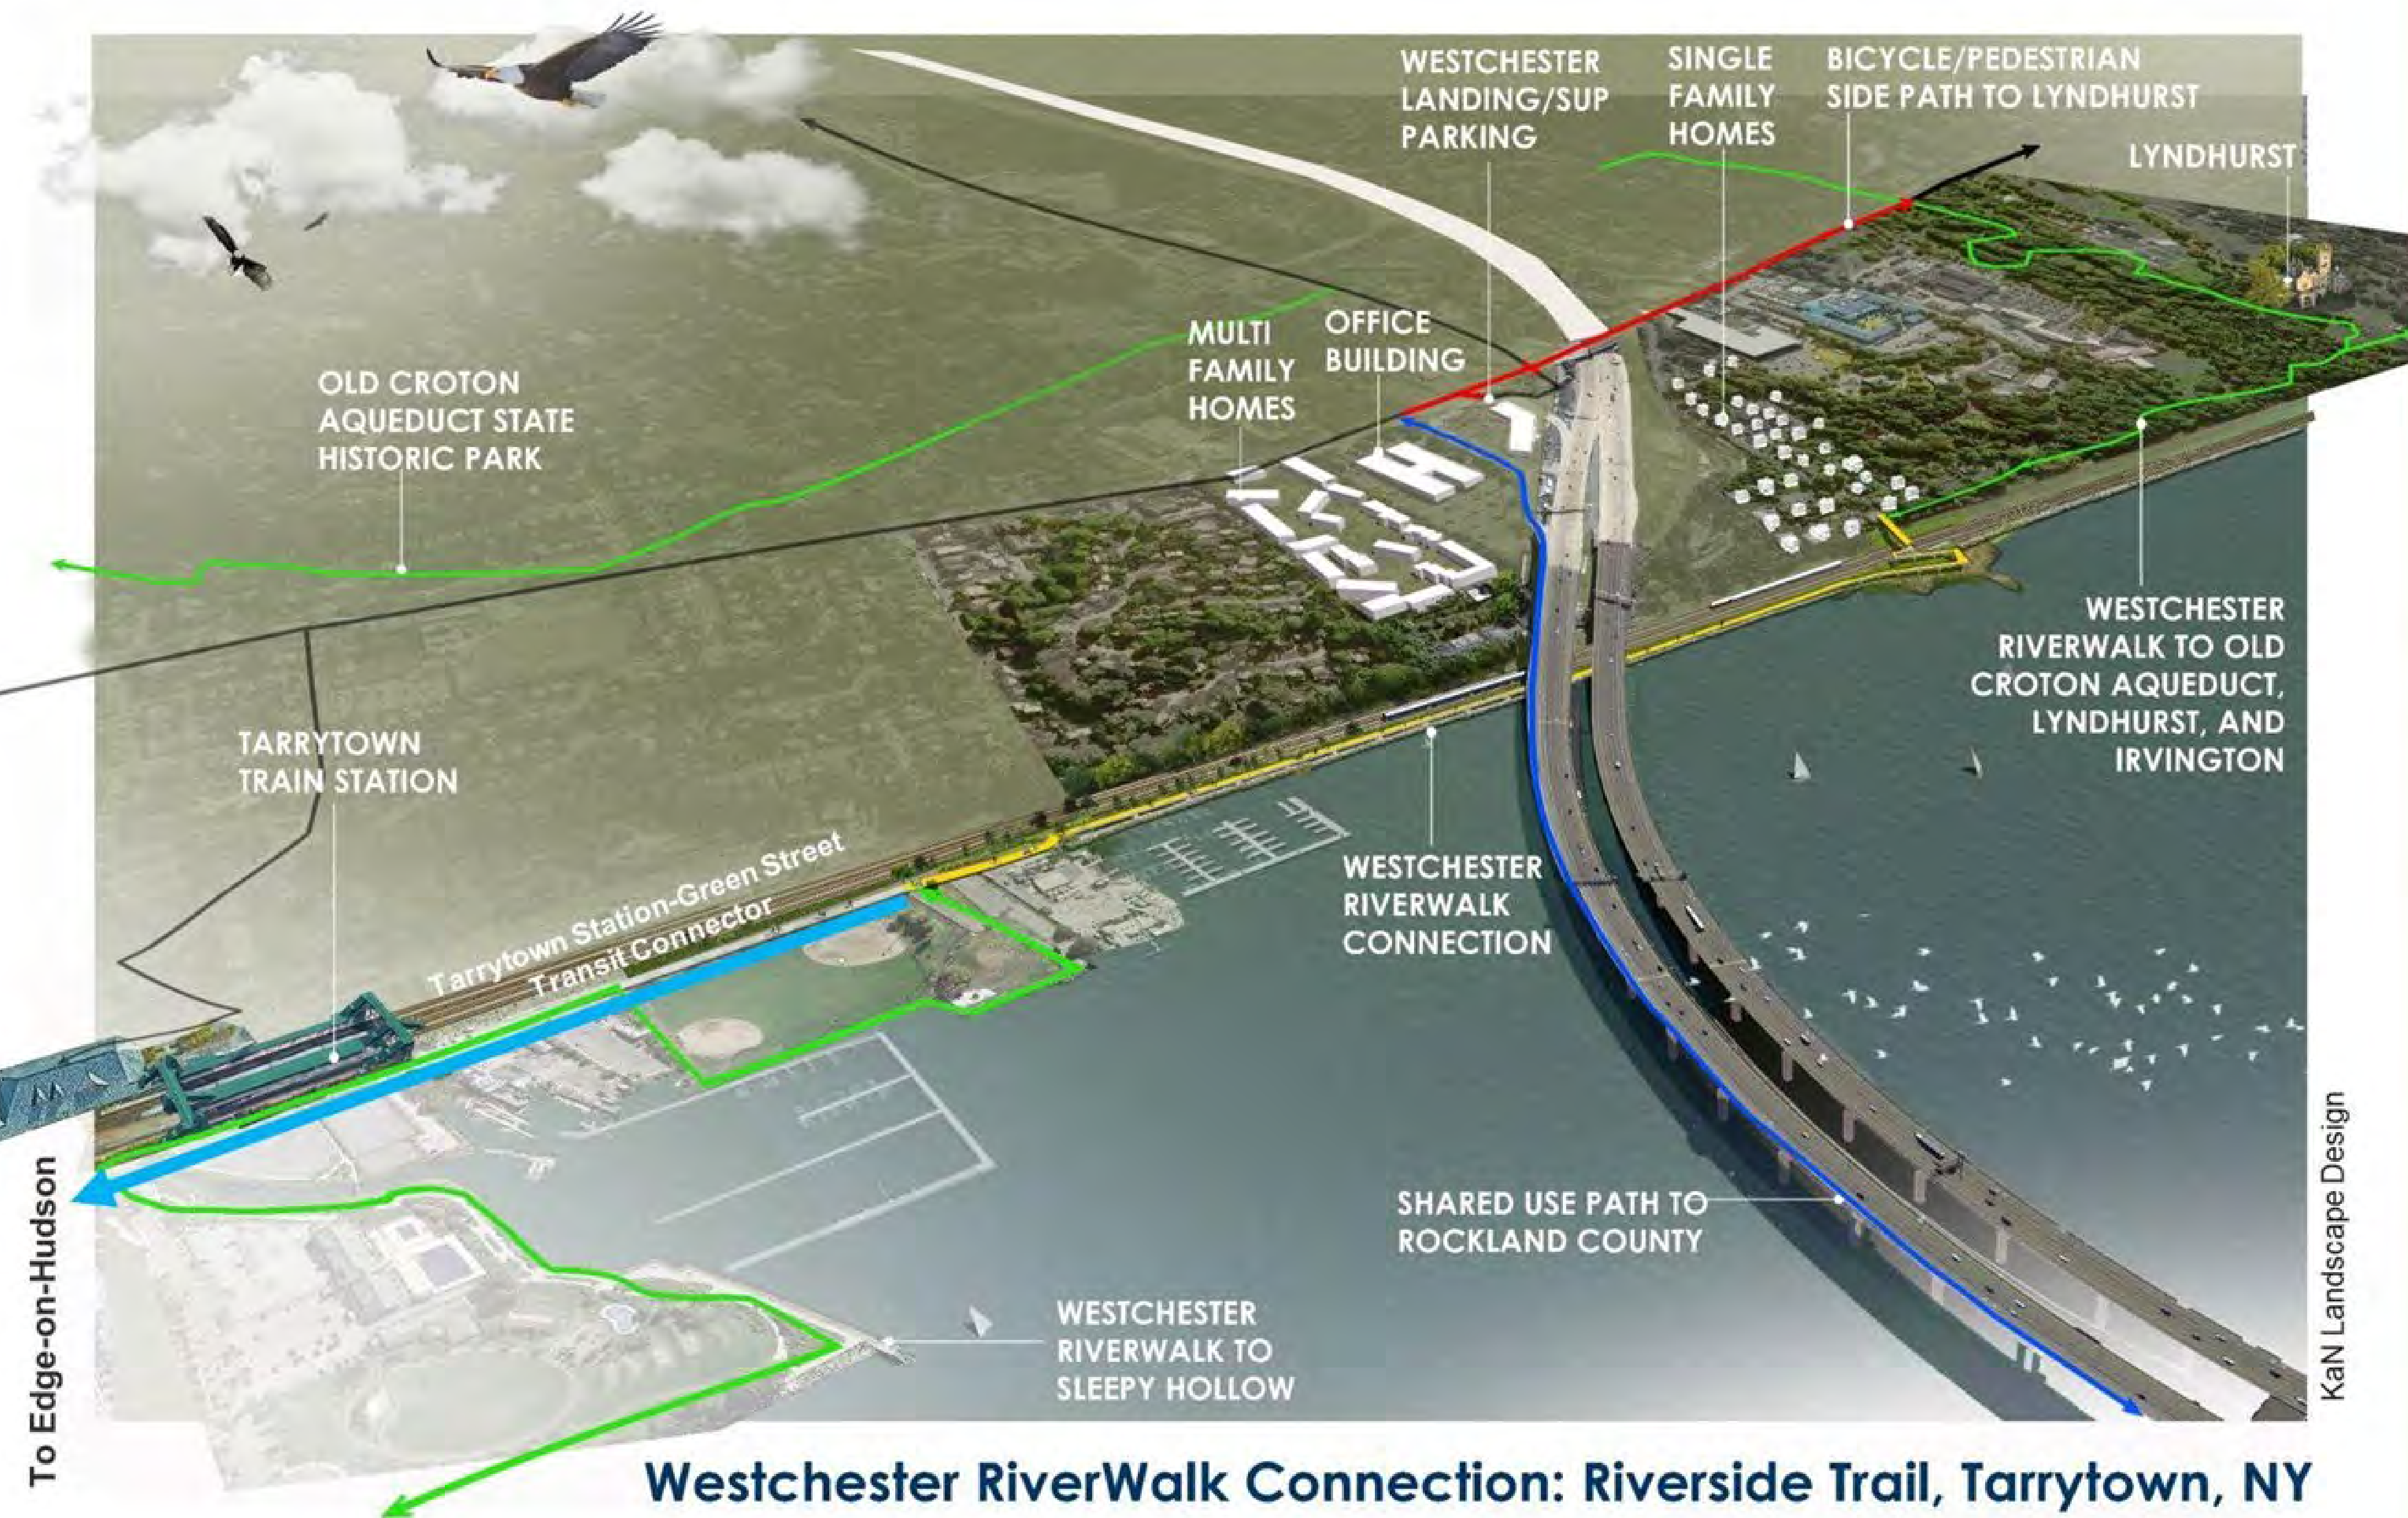 WESTCHESTER
LANDING/SUP
PARKING
SINGLE
FAMILY
HOMES
BICYCLE/PEDESTRIAN
SIDE PATH TO LYNDHURST
LYNDHURST
MULTI
FAMILY
HOMES
OFFICE
BUILDING
OLD CROTON
AQUEDUCT STATE
HISTORIC PARK
WESTCHESTER
RIVERWALK TO OLD
CROTON AQUEDUCT,
LYNDHURST, AND
IRVINGTON
TARRYTOWN
TRAIN STATION
Tarrytown Station-Green Street
Transit Connector
WESTCHESTER
RIVERWALK
CONNECTION
SHARED USE PATH TO
ROCKLAND COUNTY
WESTCHESTER
RIVERWALK TO
SLEEPY HOLLOW
To Edge-on-Hudson
KaN Landscape Design
Westchester RiverWalk Connection: Riverside Trail, Tarrytown, NY